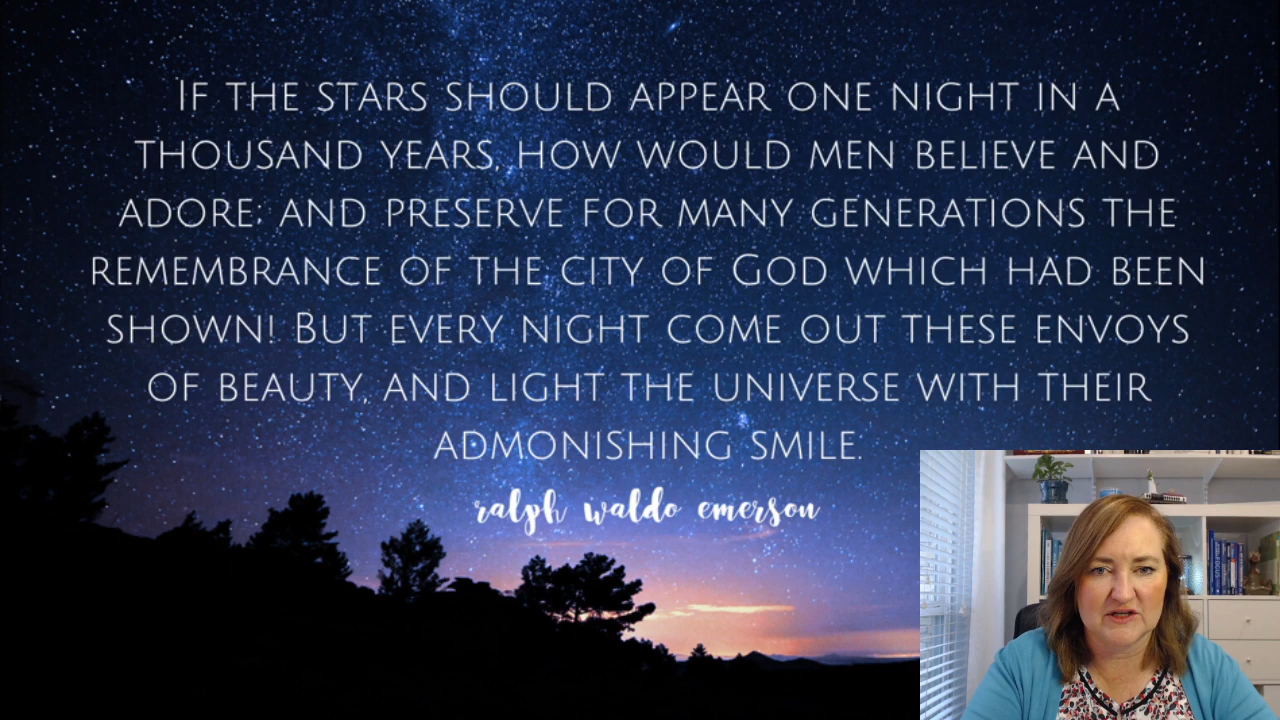 If the stars should appear one night in a
thousand years, how would men believe and
adore; and preserve for many generations the
remembrance of the city of God which had been
shown! But every night come out these envoys
of beauty, and light the universe with their
admonishing smile.
ralph waldo emerson